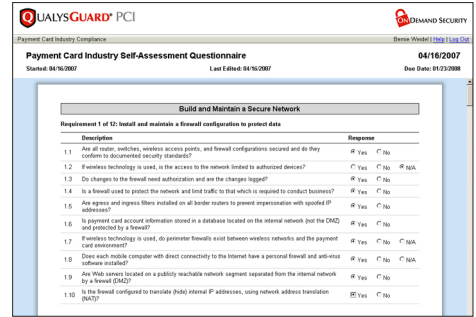 QUALYSGUARD® PCI
ON DEMAND SECURITY
Payment Card Industry Compliance
Bernie Weidel | Help | Log Out
Payment Card Industry Self-Assessment Questionnaire
04/16/2007
Started: 04/16/2007
Last Edited: 04/16/2007
Due Date: 01/23/2008
Build and Maintain a Secure Network
Requirement 1 of 12: Install and maintain a firewall configuration to protect data
Description Response
1.1 Are all router, switches, wireless access points, and firewall configurations secured and do they
conform to documented security standards? Yes No
1.2 If wireless technology is used, is the access to the network limited to authorized devices? Yes No N/A
1.3 Do changes to the firewall need authorization and are the changes logged? Yes No
1.4 Is a firewall used to protect the network and limit traffic to that which is required to conduct business? Yes No
1.5 Are egress and ingress filters installed on all border routers to prevent impersonation with spoofed IP
addresses? Yes No
1.6 Is payment card account information stored in a database located on the internal network (not the DMZ)
and protected by a firewall? Yes No
1.7 If wireless technology is used, do perimeter firewalls exist between wireless networks and the payment
card environment? Yes No N/A
1.8 Does each mobile computer with direct connectivity to the Internet have a personal firewall and anti-virus
software installed? Yes No N/A
1.9 Are Web servers located on a publicly reachable network segment separated from the internal network
by a firewall (DMZ)? Yes No
1.10 Is the firewall configured to translate (hide) internal IP addresses, using network address translation
(NAT)? Yes No